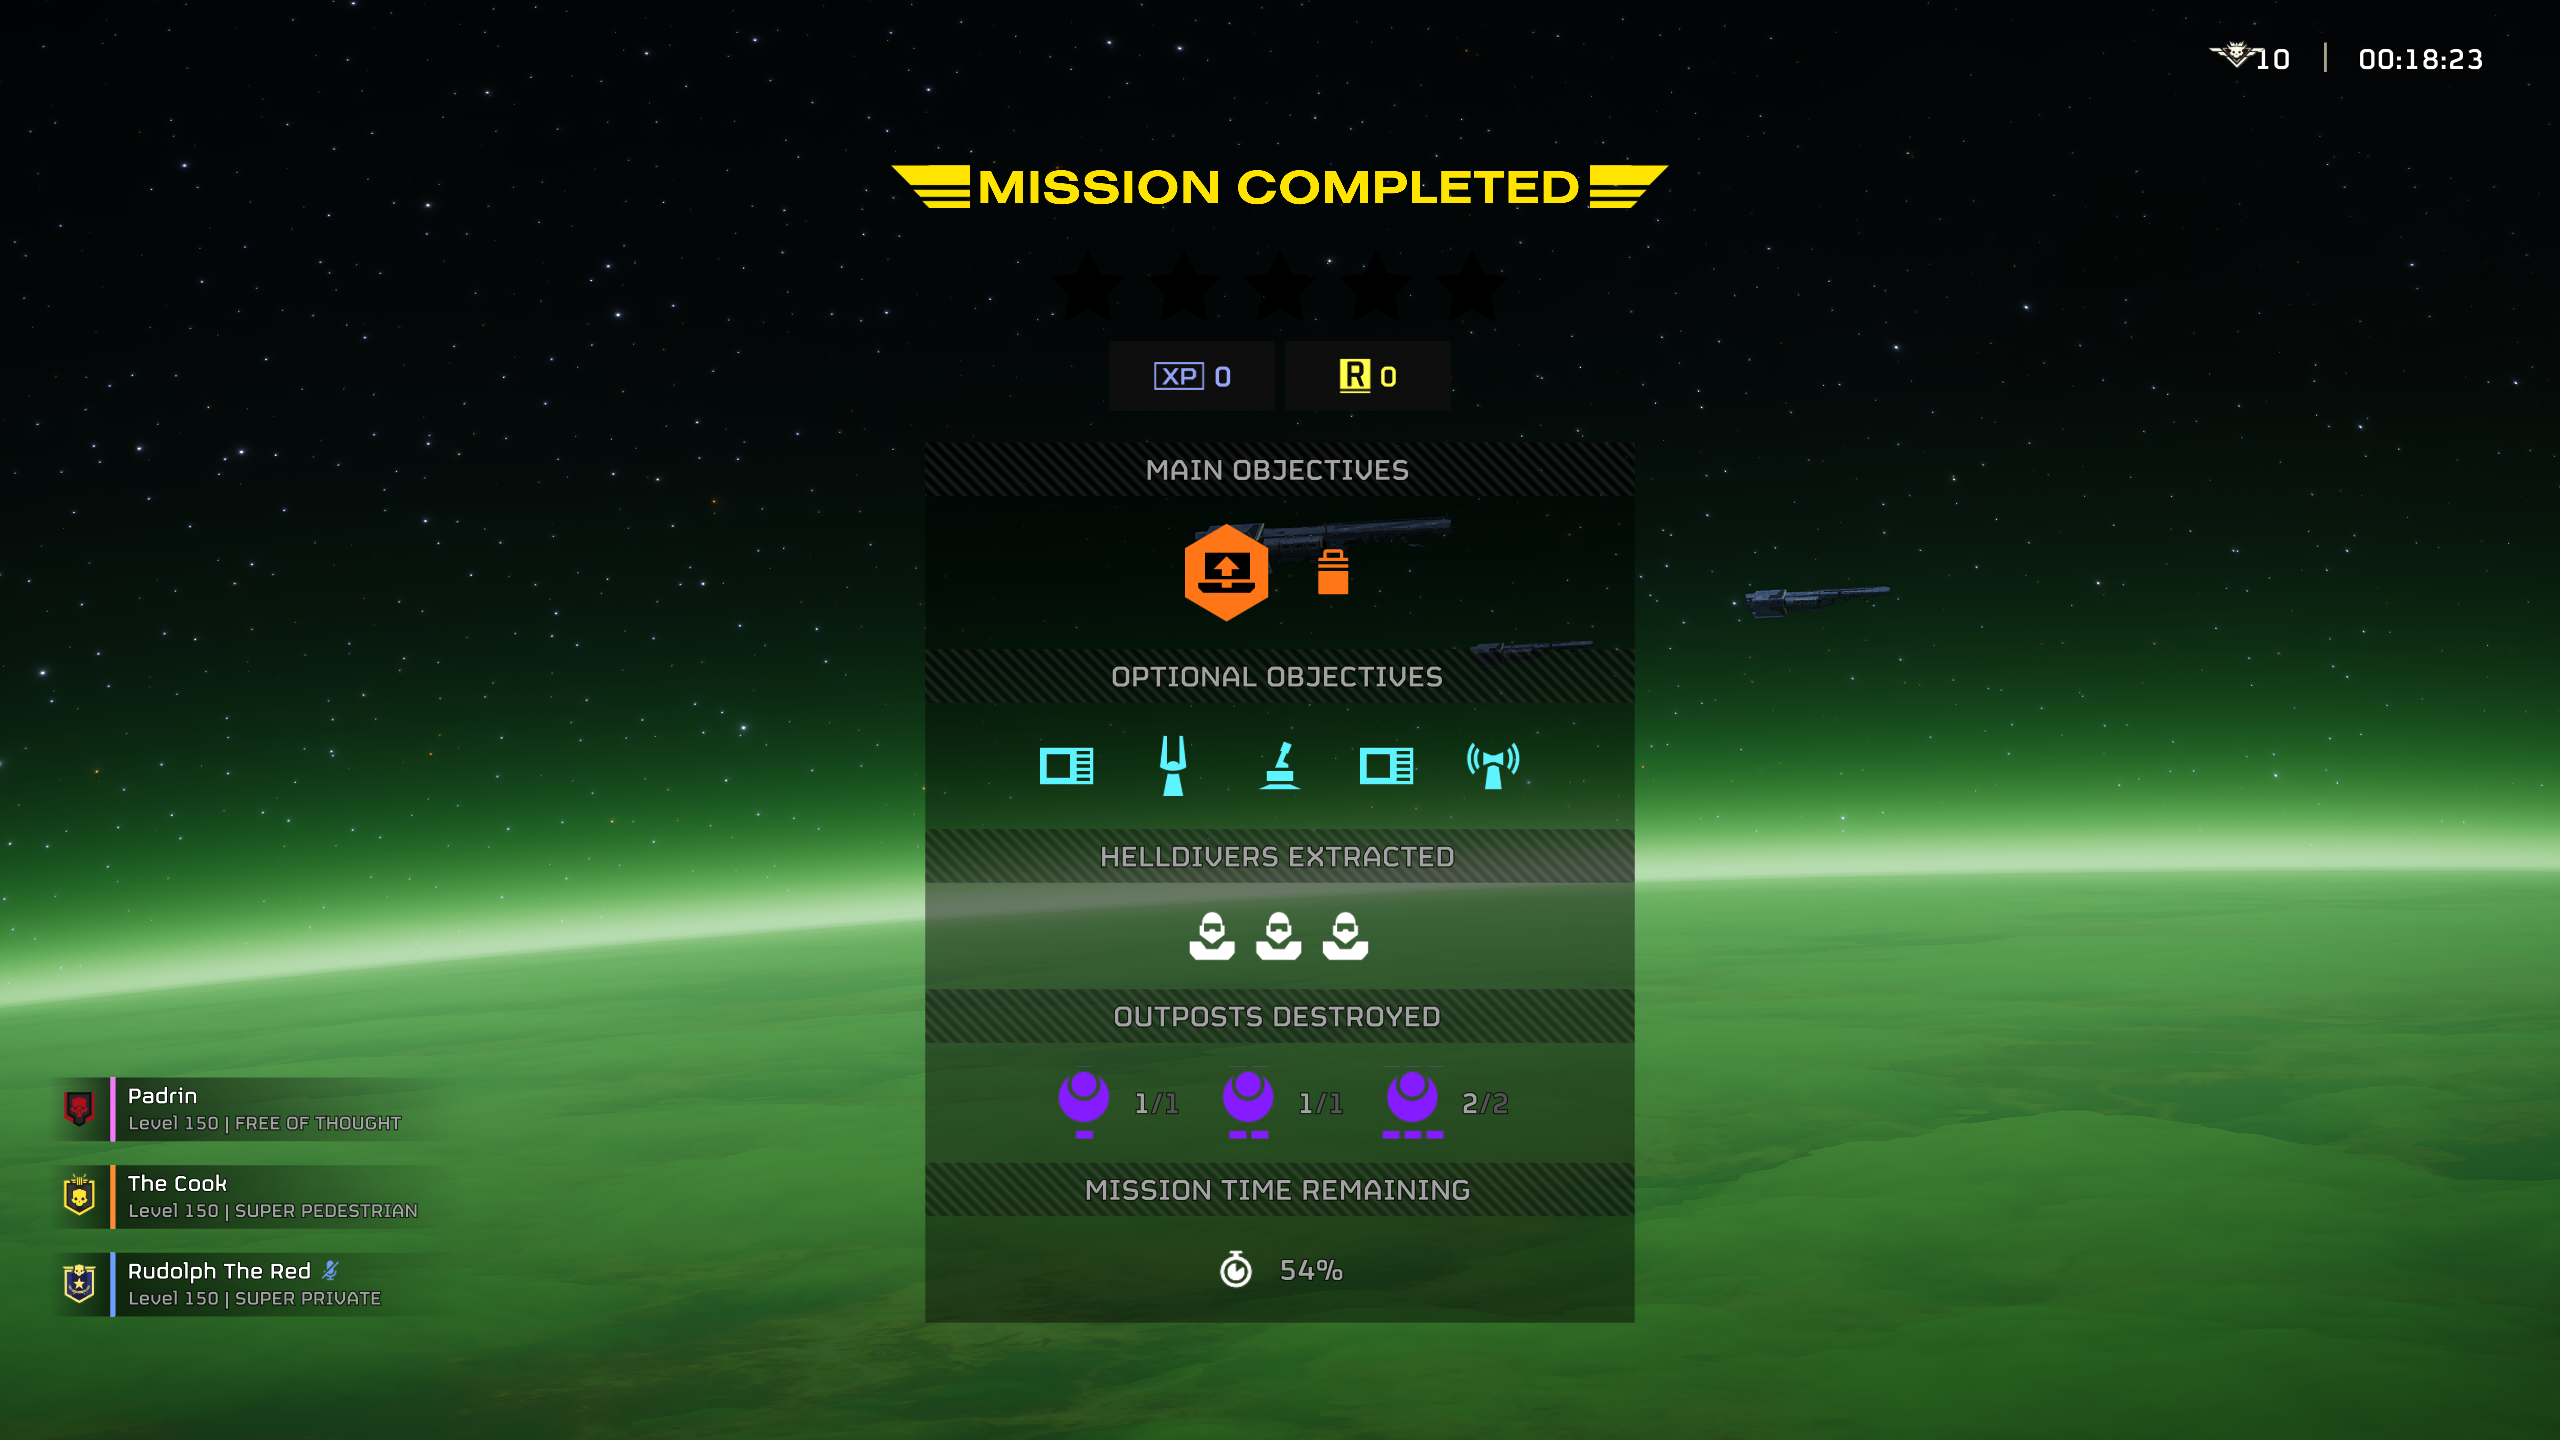 10 | 00:18:23
MISSION COMPLETED
XP 0
R 0
MAIN OBJECTIVES
OPTIONAL OBJECTIVES
HELLDIVERS EXTRACTED
OUTPOSTS DESTROYED
1/1 1/1 2/2
MISSION TIME REMAINING
54%
Padrin
Level 150 | FREE OF THOUGHT
The Cook
Level 150 | SUPER PEDESTRIAN
Rudolph The Red
Level 150 | SUPER PRIVATE